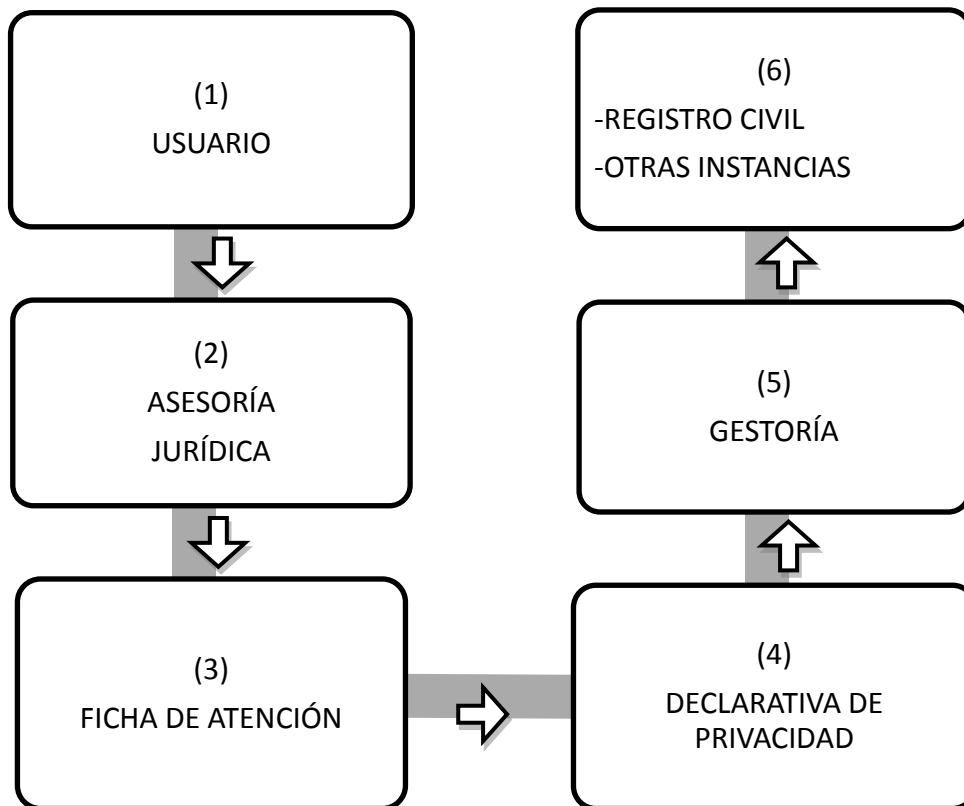 (1)
USUARIO
(2)
ASESORÍA
JURÍDICA
(3)
FICHA DE ATENCIÓN
(4)
DECLARATIVA DE
PRIVACIDAD
(5)
GESTORÍA
(6)
-REGISTRO CIVIL
-OTRAS INSTANCIAS